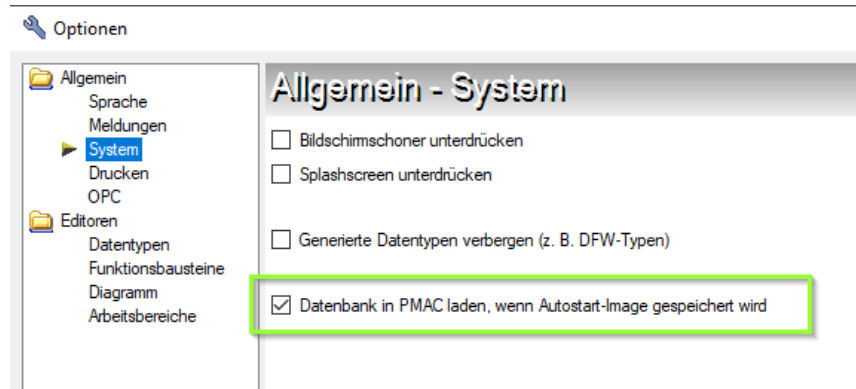 Optionen
Allgemein
Sprache
Meldungen
System
Drucken
OPC
Editoren
Datentypen
Funktionsbausteine
Diagramm
Arbeitsbereiche
Allgemein - System
Bildschirmschoner unterdrücken
Splashscreen unterdrücken
Generierte Datentypen verbergen (z. B. DFW-Typen)
Datenbank in PMAC laden, wenn Autostart-Image gespeichert wird